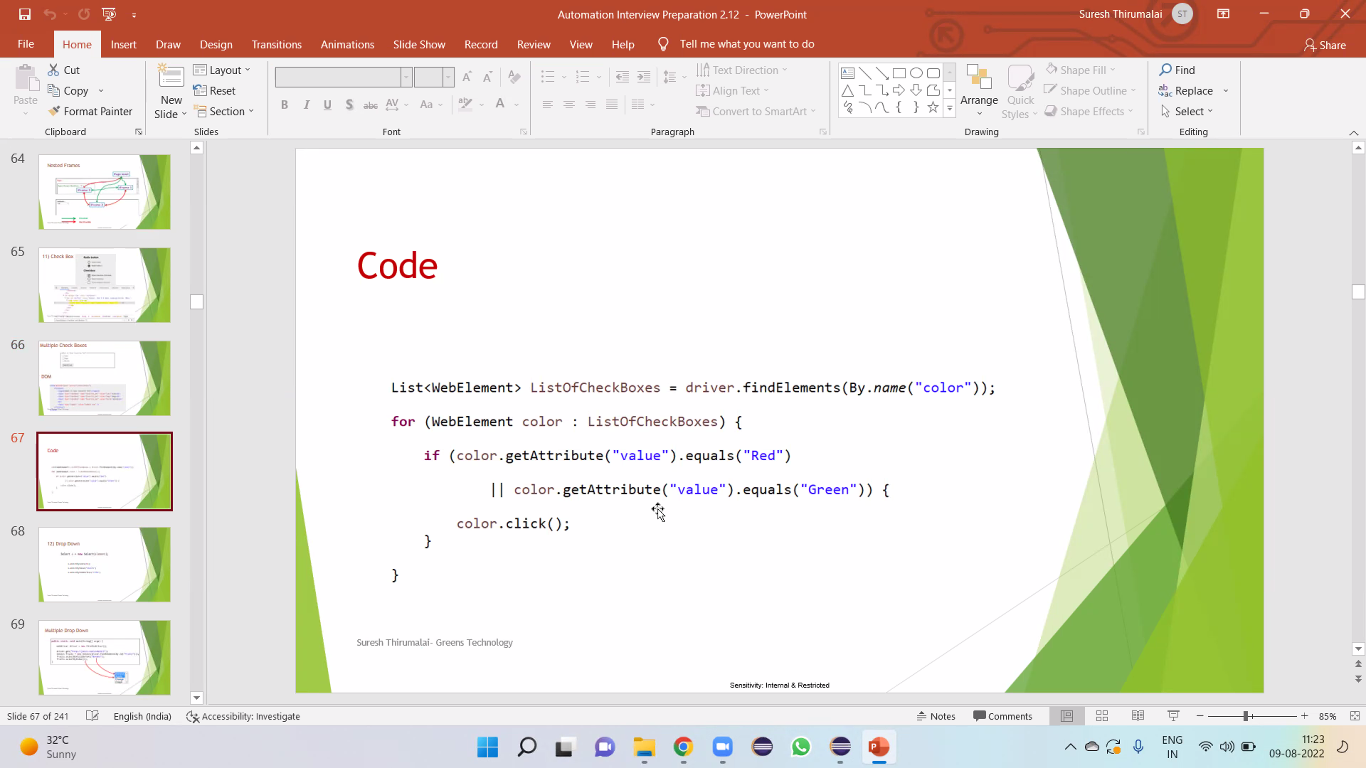 Automation Interview Preparation 2.12 - PowerPoint
Suresh Thirumalai ST
File Home Insert Draw Design Transitions Animations Slide Show Record Review View Help Tell me what you want to do Share
Paste
Cut
Copy
Format Painter
Clipboard
New
Slide
Layout
Reset
Section
Slides
B I U S abc AV Aa A
Font
Text Direction
Align Text
Convert to SmartArt
Paragraph
Arrange
Quick
Styles
Shape Fill
Shape Outline
Shape Effects
Drawing
Find
Replace
Select
Editing
64
Nested Frames
65
11) Check Box
66
Multiple Check Boxes
DOM
67
Code
68
12) Drop Down
69
Multiple Drop Down
Code
List<WebElement> ListOfCheckBoxes = driver.findElements(By.name("color"));
for (WebElement color : ListOfCheckBoxes) {
if (color.getAttribute("value").equals("Red")
|| color.getAttribute("value").equals("Green")) {
color.click();
}
}
Suresh Thirumalai- Greens Technology
Sensitivity: Internal & Restricted
Slide 67 of 241 English (India) Accessibility: Investigate Notes Comments 85%
32°C
Sunny
ENG
IN
11:23
09-08-2022